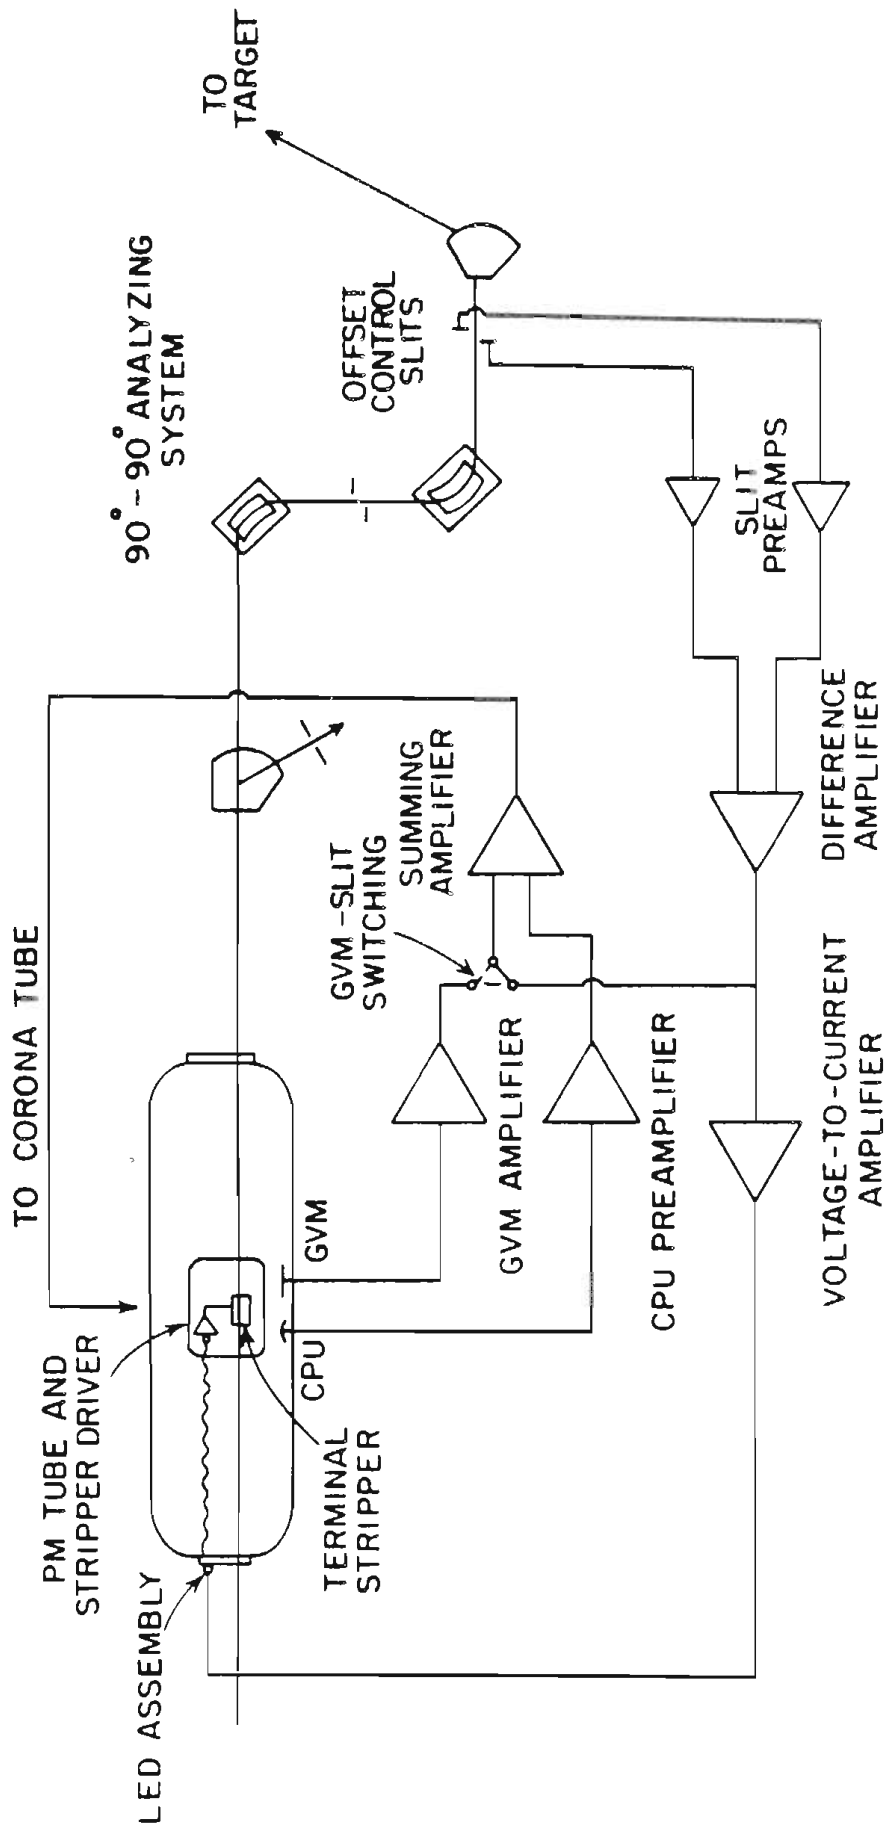 TO
TARGET
90°-90° ANALYZING
SYSTEM
OFFSET
CONTROL
SLITS
SLIT
PREAMPS
DIFFERENCE
AMPLIFIER
SUMMING
AMPLIFIER
GVM-SLIT
SWITCHING
TO CORONA TUBE
GVM
GVM AMPLIFIER
CPU PREAMPLIFIER
VOLTAGE-TO-CURRENT
AMPLIFIER
CPU
TERMINAL
STRIPPER
PM TUBE AND
STRIPPER DRIVER
LED ASSEMBLY